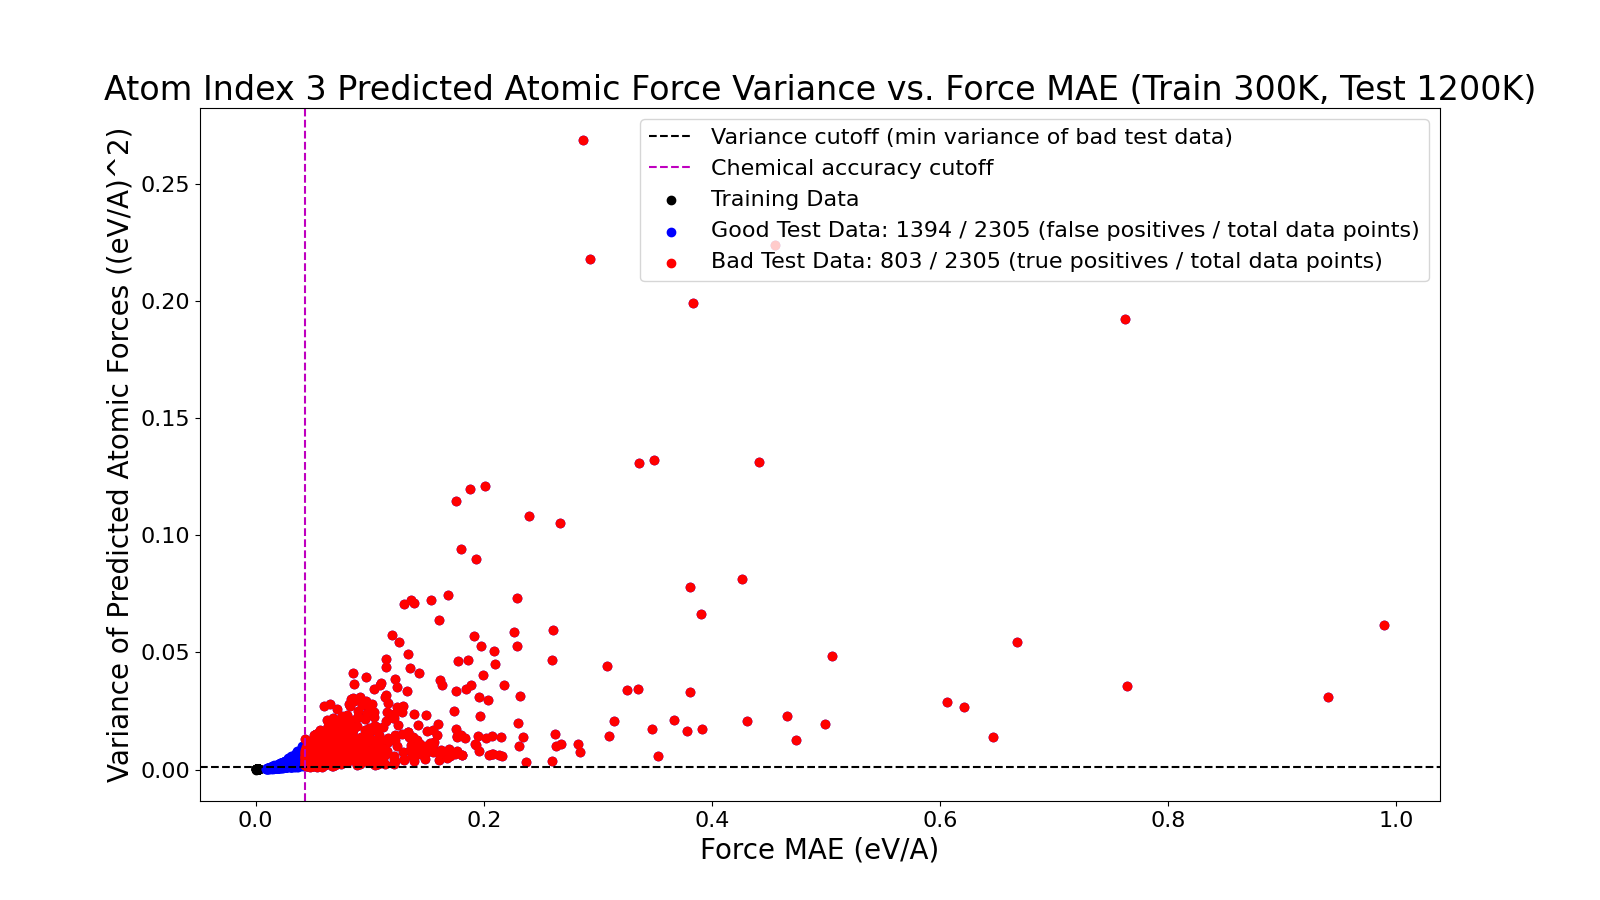 Atom Index 3 Predicted Atomic Force Variance vs. Force MAE (Train 300K, Test 1200K)
Variance cutoff (min variance of bad test data)
Chemical accuracy cutoff
Training Data
Good Test Data: 1394 / 2305 (false positives / total data points)
Bad Test Data: 803 / 2305 (true positives / total data points)
Variance of Predicted Atomic Forces ((eV/A)^2)
0.25
0.20
0.15
0.10
0.05
0.00
0.0 0.2 0.4 0.6 0.8 1.0
Force MAE (eV/A)